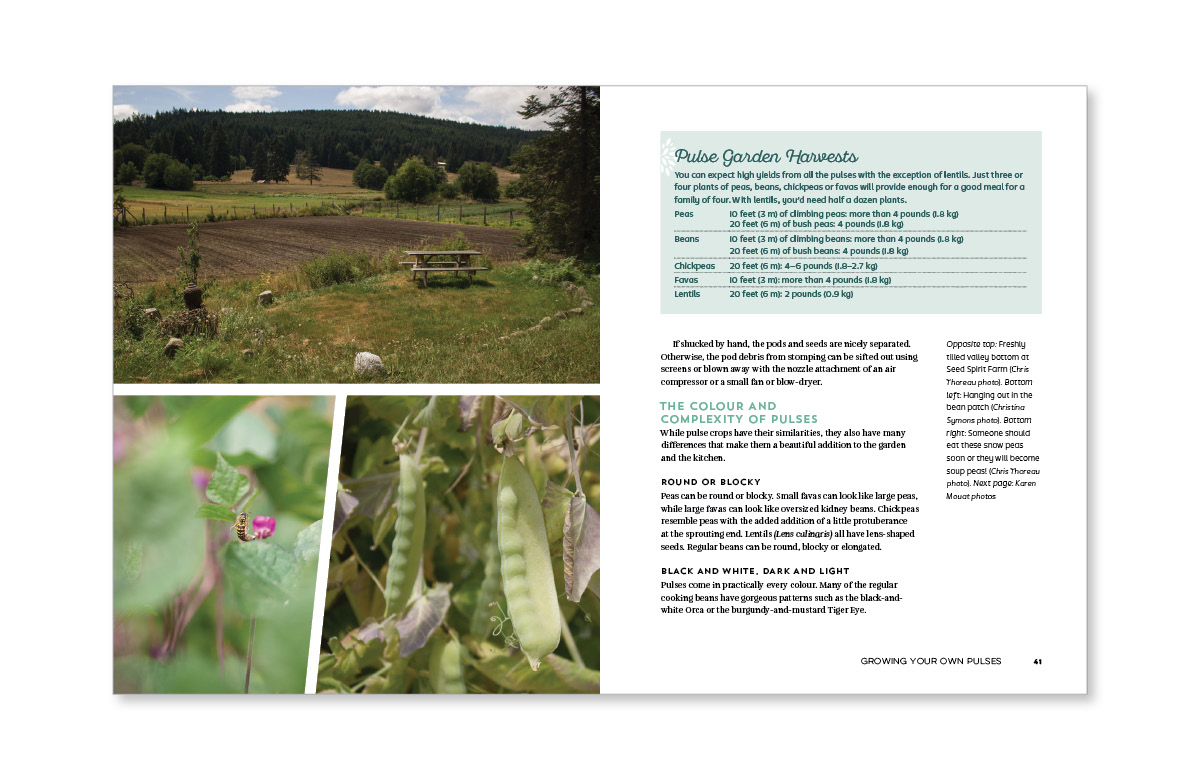 Pulse Garden Harvests
You can expect high yields from all the pulses with the exception of lentils. Just three or
four plants of peas, beans, chickpeas or favas will provide enough for a good meal for a
family of four. With lentils, you'd need half a dozen plants.
Peas 10 feet (3 m) of climbing peas: more than 4 pounds (1.8 kg)
20 feet (6 m) of bush peas: 4 pounds (1.8 kg)
Beans 10 feet (3 m) of climbing beans: more than 4 pounds (1.8 kg)
20 feet (6 m) of bush beans: 4 pounds (1.8 kg)
Chickpeas 20 feet (6 m): 4–6 pounds (1.8–2.7 kg)
Favas 10 feet (3 m): more than 4 pounds (1.8 kg)
Lentils 20 feet (6 m): 2 pounds (0.9 kg)
If shucked by hand, the pods and seeds are nicely separated.
Otherwise, the pod debris from stomping can be sifted out using
screens or blown away with the nozzle attachment of an air
compressor or a small fan or blow-dryer.
THE COLOUR AND
COMPLEXITY OF PULSES
While pulse crops have their similarities, they also have many
differences that make them a beautiful addition to the garden
and the kitchen.
ROUND OR BLOCKY
Peas can be round or blocky. Small favas can look like large peas,
while large favas can look like oversized kidney beans. Chickpeas
resemble peas with the added addition of a little protuberance
at the sprouting end. Lentils (Lens culinaris) all have lens-shaped
seeds. Regular beans can be round, blocky or elongated.
BLACK AND WHITE, DARK AND LIGHT
Pulses come in practically every colour. Many of the regular
cooking beans have gorgeous patterns such as the black-and-
white Orca or the burgundy-and-mustard Tiger Eye.
Opposite top: Freshly
tilled valley bottom at
Seed Spirit Farm (Chris
Thoreau photo). Bottom
left: Hanging out in the
bean patch (Christina
Symons photo). Bottom
right: Someone should
eat these snow peas
soon or they will become
soup peas! (Chris Thoreau
photo). Next page: Karen
Mouat photos
GROWING YOUR OWN PULSES 41